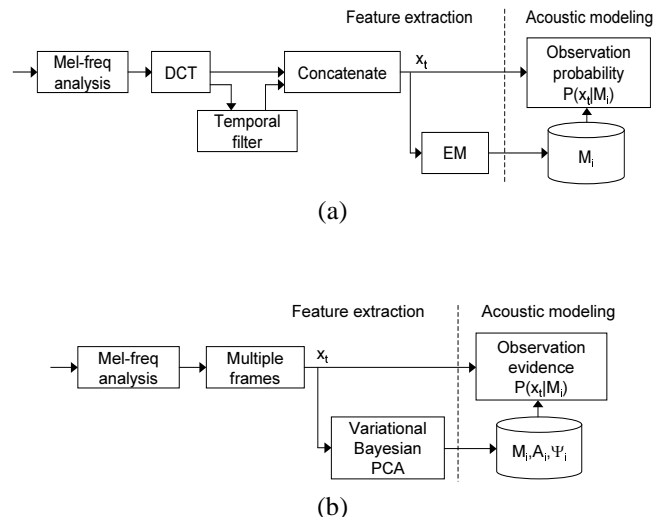 Feature extraction
Acoustic modeling
Mel-freq
analysis
DCT
Temporal
filter
Concatenate
x_t
EM
Observation
probability
P(x_t|M_i)
M_i
(a)
Feature extraction
Acoustic modeling
Mel-freq
analysis
Multiple
frames
x_t
Variational
Bayesian
PCA
Observation
evidence
P(x_t|M_i)
M_i,A_i,Ψ_i
(b)